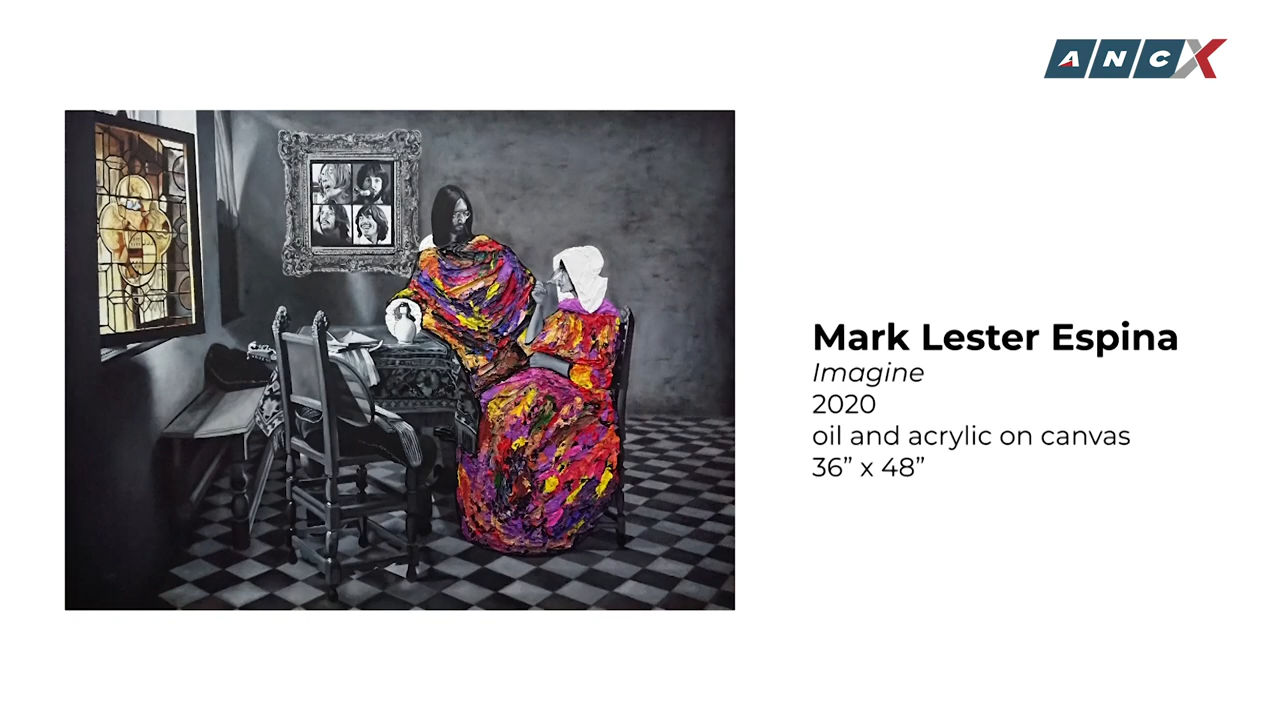 ANCX
Mark Lester Espina
Imagine
2020
oil and acrylic on canvas
36” x 48”